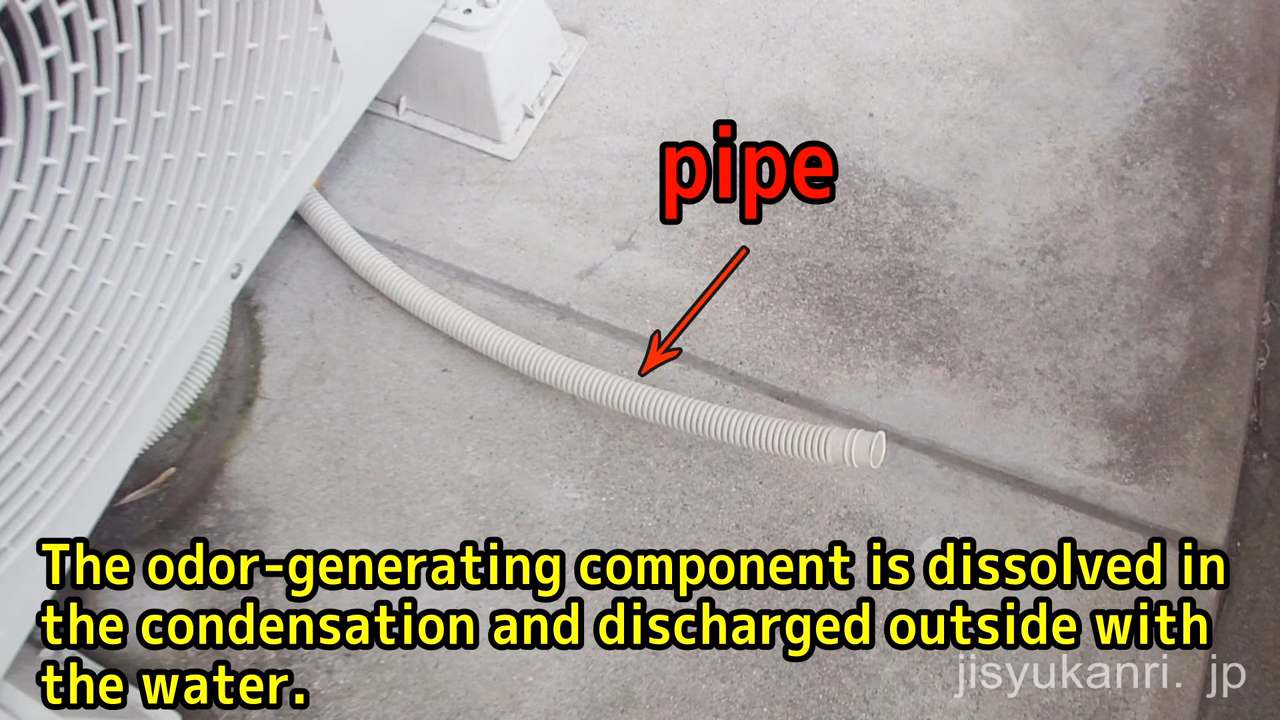 pipe
The odor-generating component is dissolved in
the condensation and discharged outside with
the water.
jisyukanri. jp